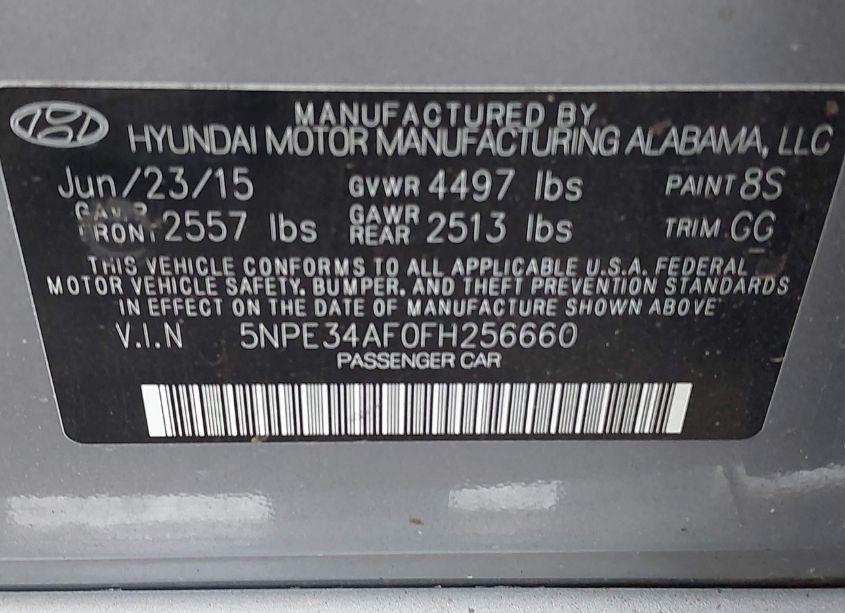 MANUFACTURED BY
HYUNDAI MOTOR MANUFACTURING ALABAMA, LLC
Jun/23/15 GVWR 4497 lbs PAINT 8S
GAWR FRONT 2557 lbs GAWR REAR 2513 lbs TRIM GG
THIS VEHICLE CONFORMS TO ALL APPLICABLE U.S.A. FEDERAL
MOTOR VEHICLE SAFETY, BUMPER, AND THEFT PREVENTION STANDARDS
IN EFFECT ON THE DATE OF MANUFACTURE SHOWN ABOVE
V.I.N 5NPE34AF0FH256660
PASSENGER CAR